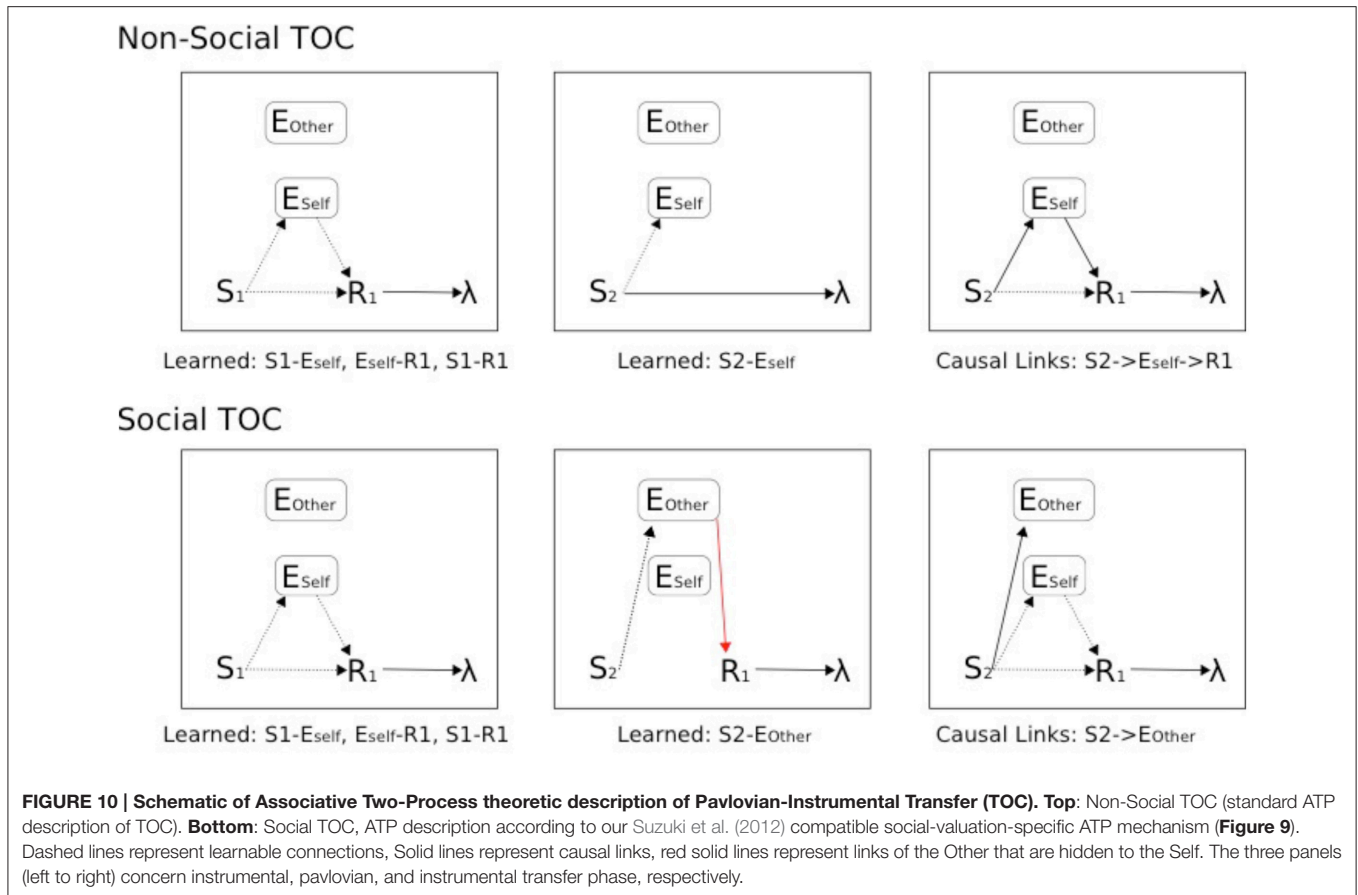 Non-Social TOC
EOther
EOther
EOther
ESelf
ESelf
ESelf
S1
R1
λ
S2
λ
S2
R1
λ
Learned: S1-Eself, Eself-R1, S1-R1
Learned: S2-Eself
Causal Links: S2->Eself->R1
Social TOC
EOther
EOther
EOther
ESelf
ESelf
ESelf
S1
R1
λ
S2
R1
λ
S2
R1
λ
Learned: S1-Eself, Eself-R1, S1-R1
Learned: S2-EOther
Causal Links: S2->EOther
FIGURE 10 | Schematic of Associative Two-Process theoretic description of Pavlovian-Instrumental Transfer (TOC). Top: Non-Social TOC (standard ATP
description of TOC). Bottom: Social TOC, ATP description according to our Suzuki et al. (2012) compatible social-valuation-specific ATP mechanism (Figure 9).
Dashed lines represent learnable connections, Solid lines represent causal links, red solid lines represent links of the Other that are hidden to the Self. The three panels
(left to right) concern instrumental, pavlovian, and instrumental transfer phase, respectively.